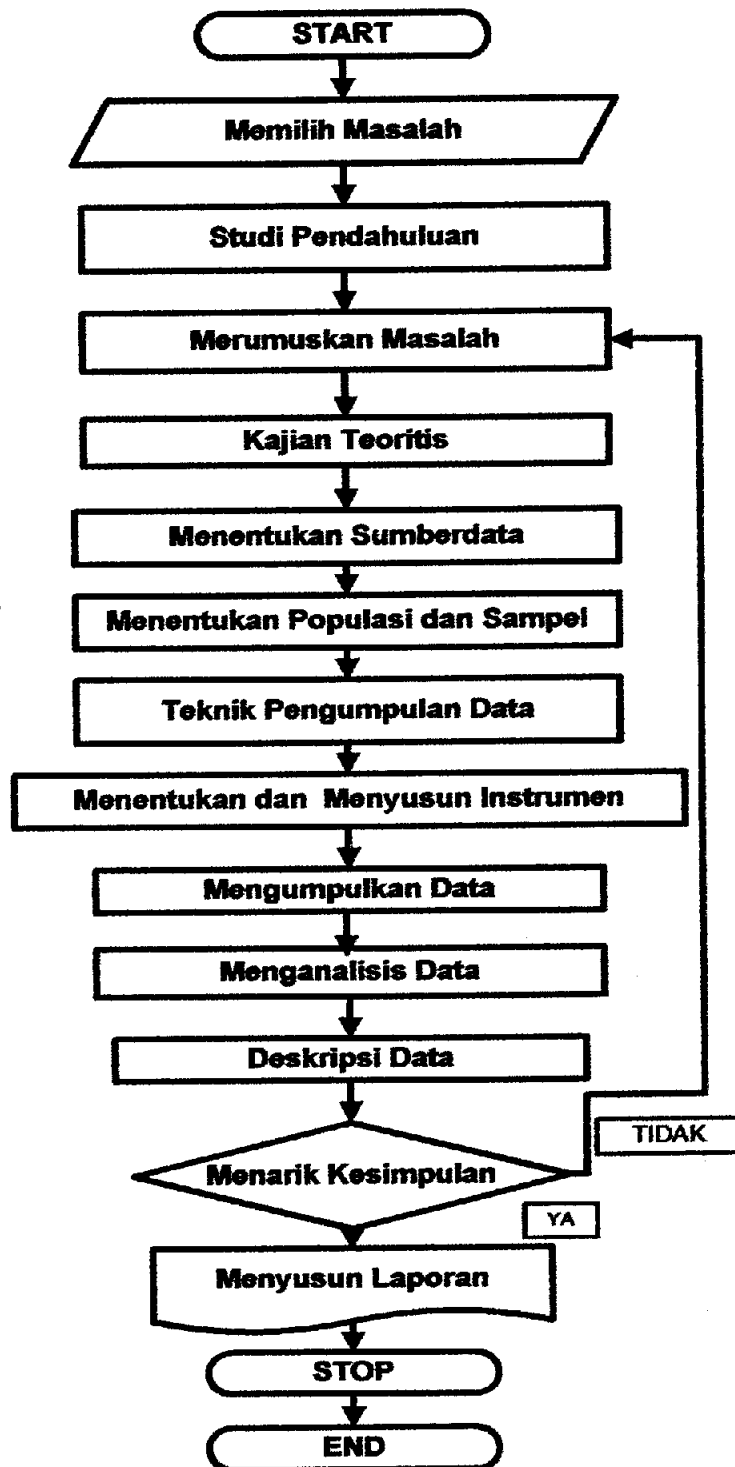 START
Memilih Masalah
Studi Pendahuluan
Merumuskan Masalah
Kajian Teoritis
Menentukan Sumberdata
Menentukan Populasi dan Sampel
Teknik Pengumpulan Data
Menentukan dan Menyusun Instrumen
Mengumpulkan Data
Menganalisis Data
Deskripsi Data
TIDAK
Menarik Kesimpulan
YA
Menyusun Laporan
STOP
END